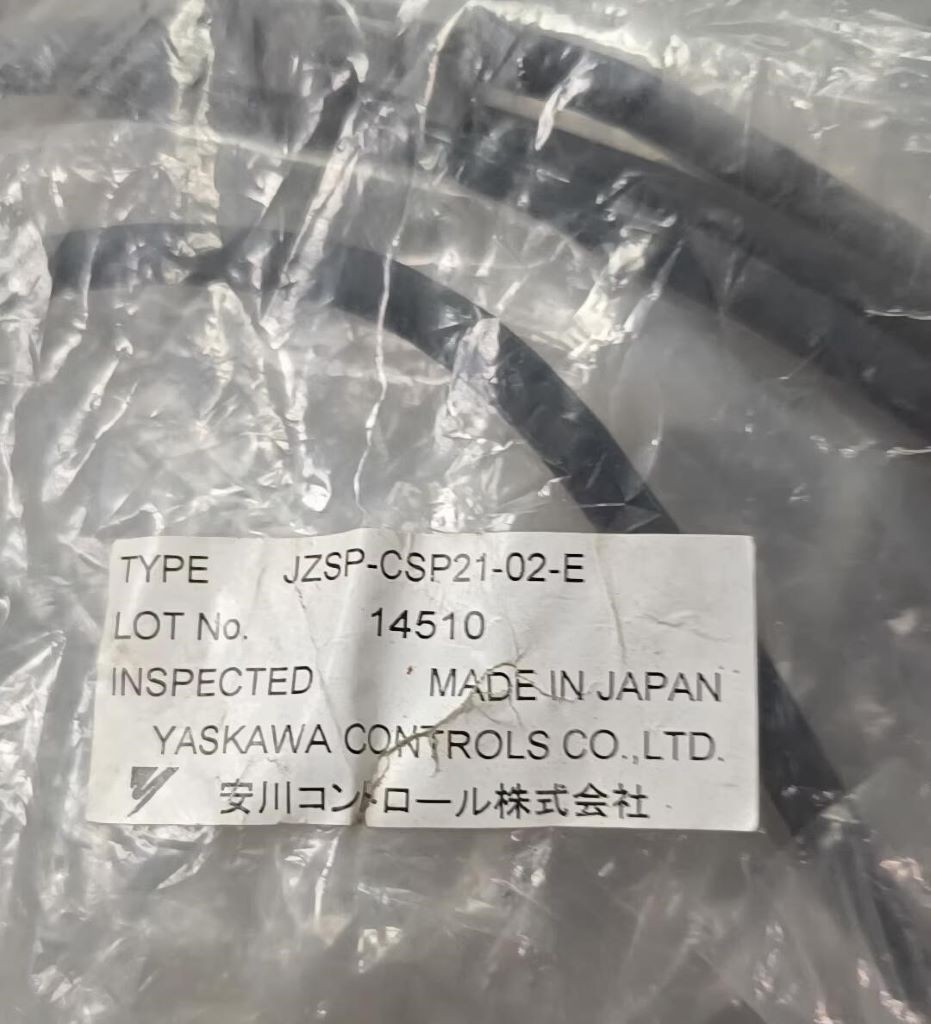 TYPE JZSP-CSP21-02-E
LOT No. 14510
INSPECTED MADE IN JAPAN
YASKAWA CONTROLS CO.,LTD.
安川コントロール株式会社